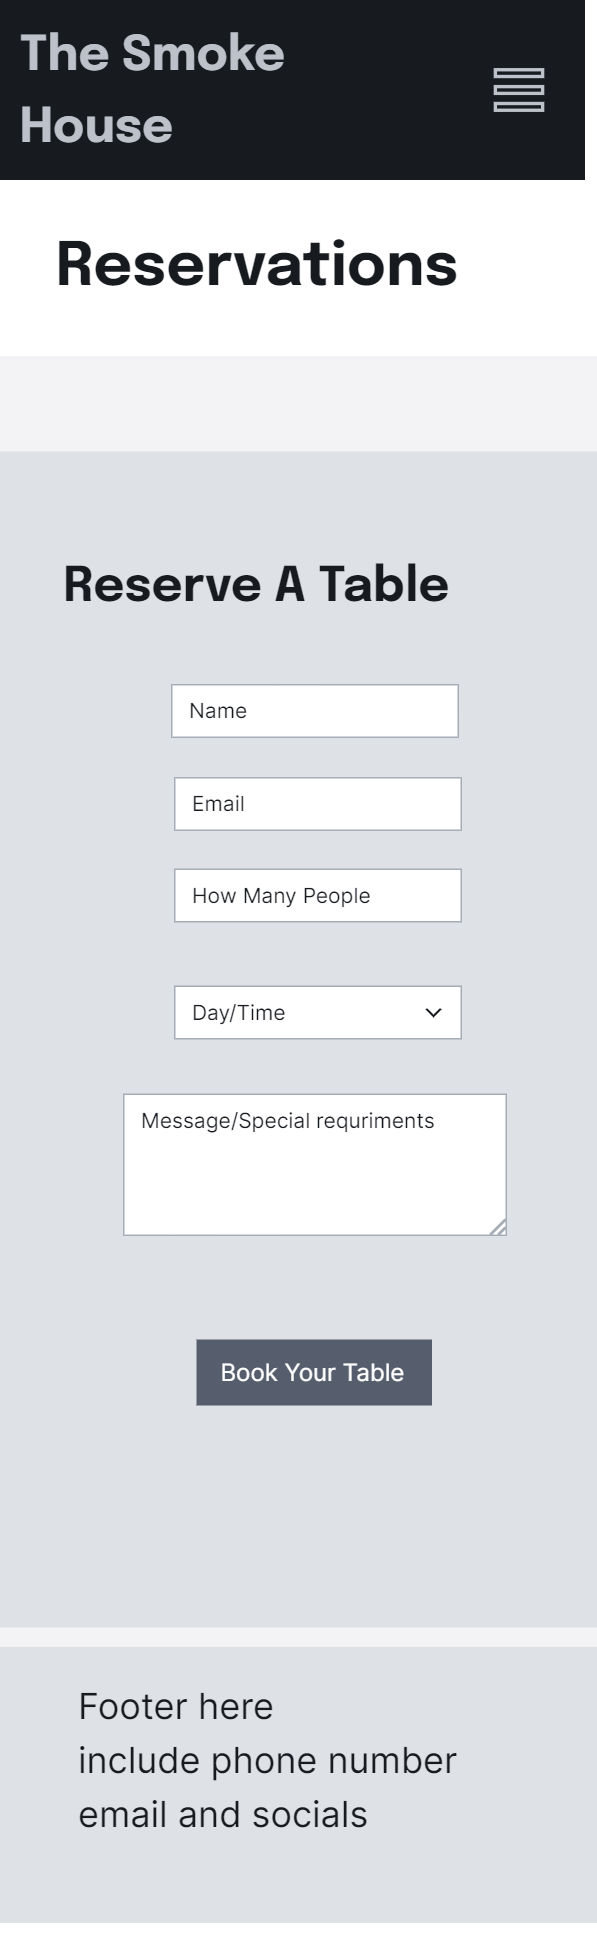 The Smoke
House
Reservations
Reserve A Table
Name
Email
How Many People
Day/Time
Message/Special requriments
Book Your Table
Footer here
include phone number
email and socials